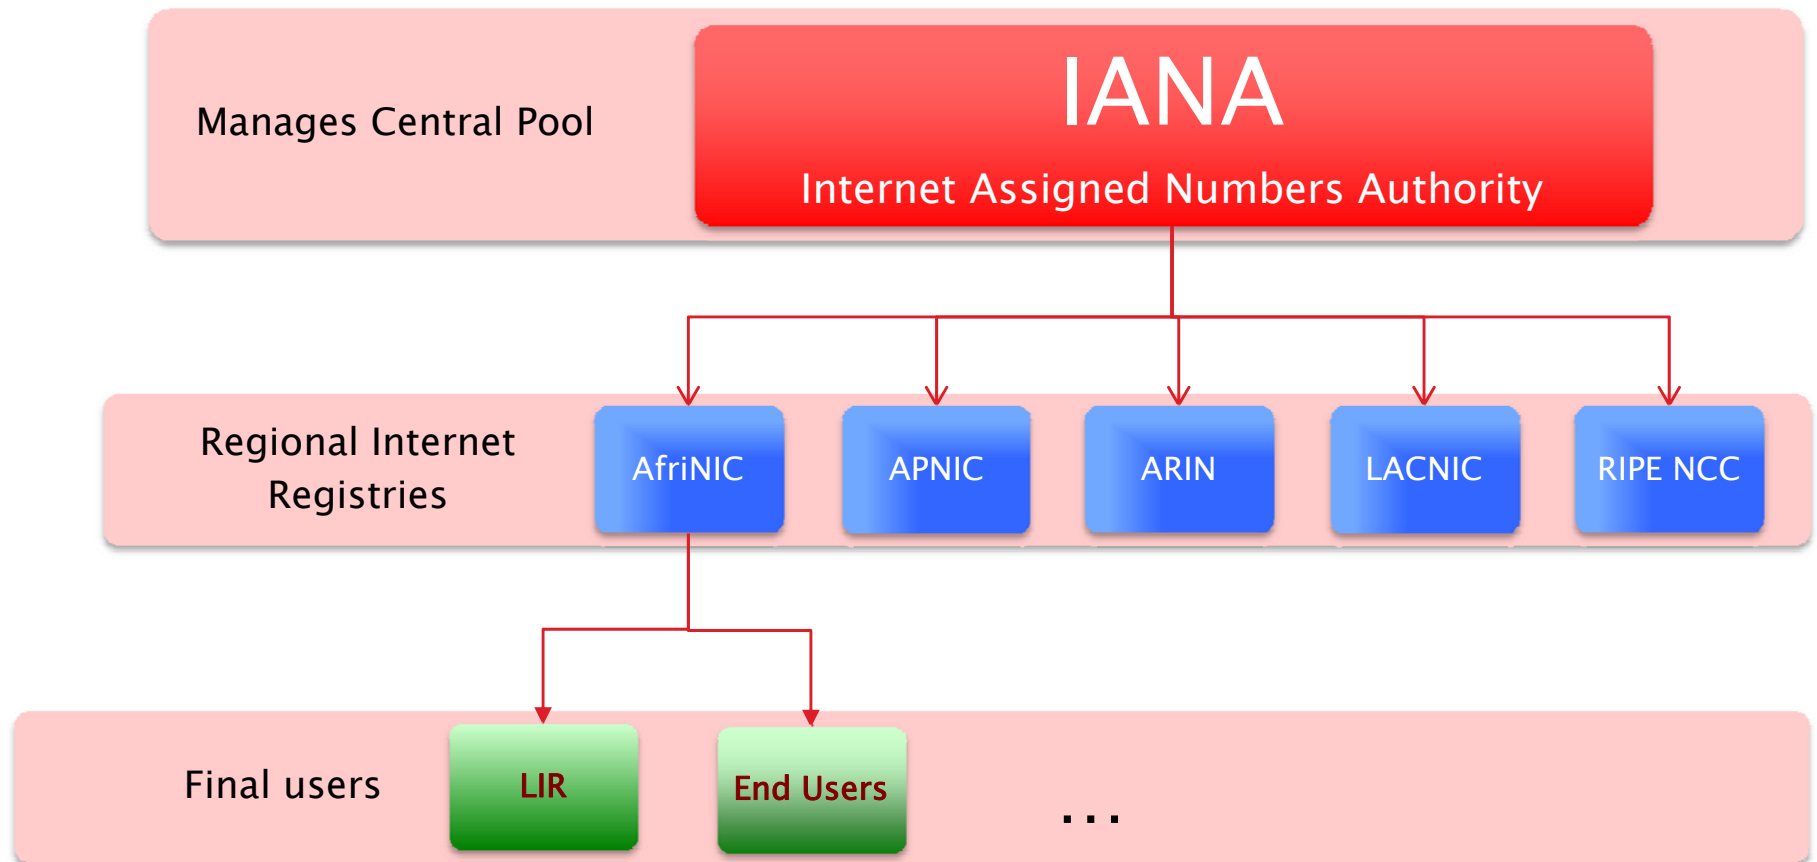 IANA
Manages Central Pool
Internet Assigned Numbers Authority
Regional Internet
Registries
AfriNIC
APNIC
ARIN
LACNIC
RIPE NCC
Final users
LIR
End Users
...